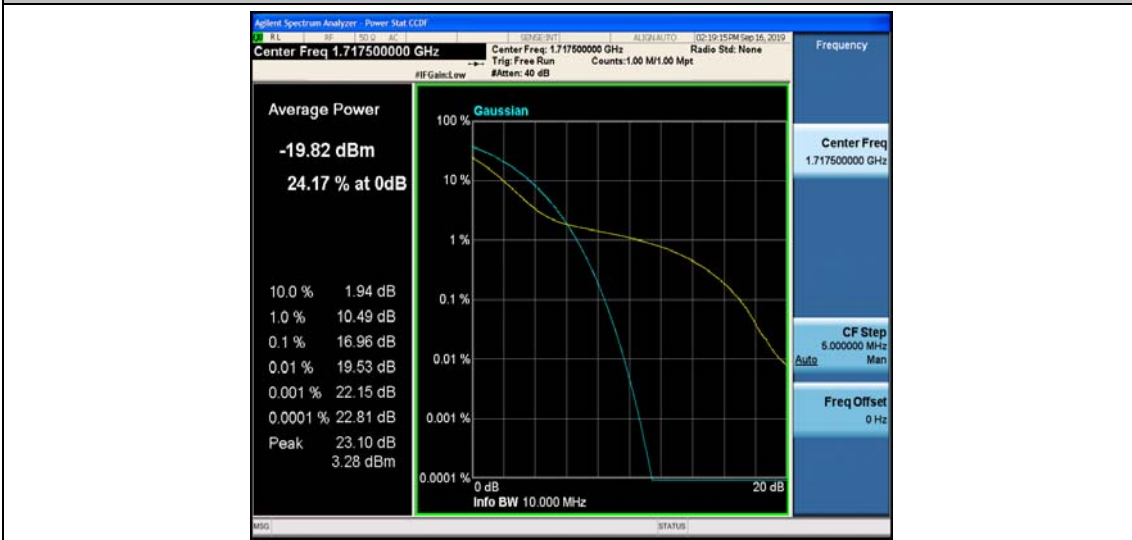 Agilent Spectrum Analyzer - Power Stat CCDF
RL RF 50 Ω AC SENSE:INT ALIGNAUTO 02:19:15 PM Sep 16, 2019
Center Freq 1.717500000 GHz
Center Freq: 1.717500000 GHz Radio Std: None
Trig: Free Run Counts:1.00 M/1.00 Mpt
#IFGain:Low #Atten: 40 dB
Frequency
Average Power
-19.82 dBm
24.17 % at 0dB
10.0 % 1.94 dB
1.0 % 10.49 dB
0.1 % 16.96 dB
0.01 % 19.53 dB
0.001 % 22.15 dB
0.0001 % 22.81 dB
Peak 23.10 dB
3.28 dBm
Gaussian
100 %
10 %
1 %
0.1 %
0.01 %
0.001 %
0.0001 %
0 dB 20 dB
Info BW 10.000 MHz
Center Freq
1.717500000 GHz
CF Step
5.000000 MHz
Auto Man
Freq Offset
0 Hz
MSG STATUS